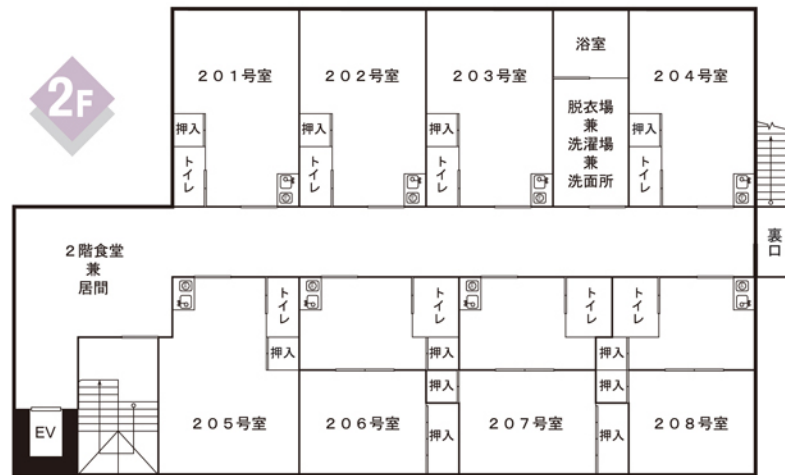 2F
201号室
202号室
203号室
浴室
204号室
脱衣場
兼
洗濯場
兼
洗面所
押入
押入
押入
押入
トイレ
トイレ
トイレ
トイレ
2階食堂
兼
居間
裏口
トイレ
トイレ
トイレ
トイレ
押入
押入
押入
押入
押入
205号室
206号室
押入
207号室
押入
208号室
EV